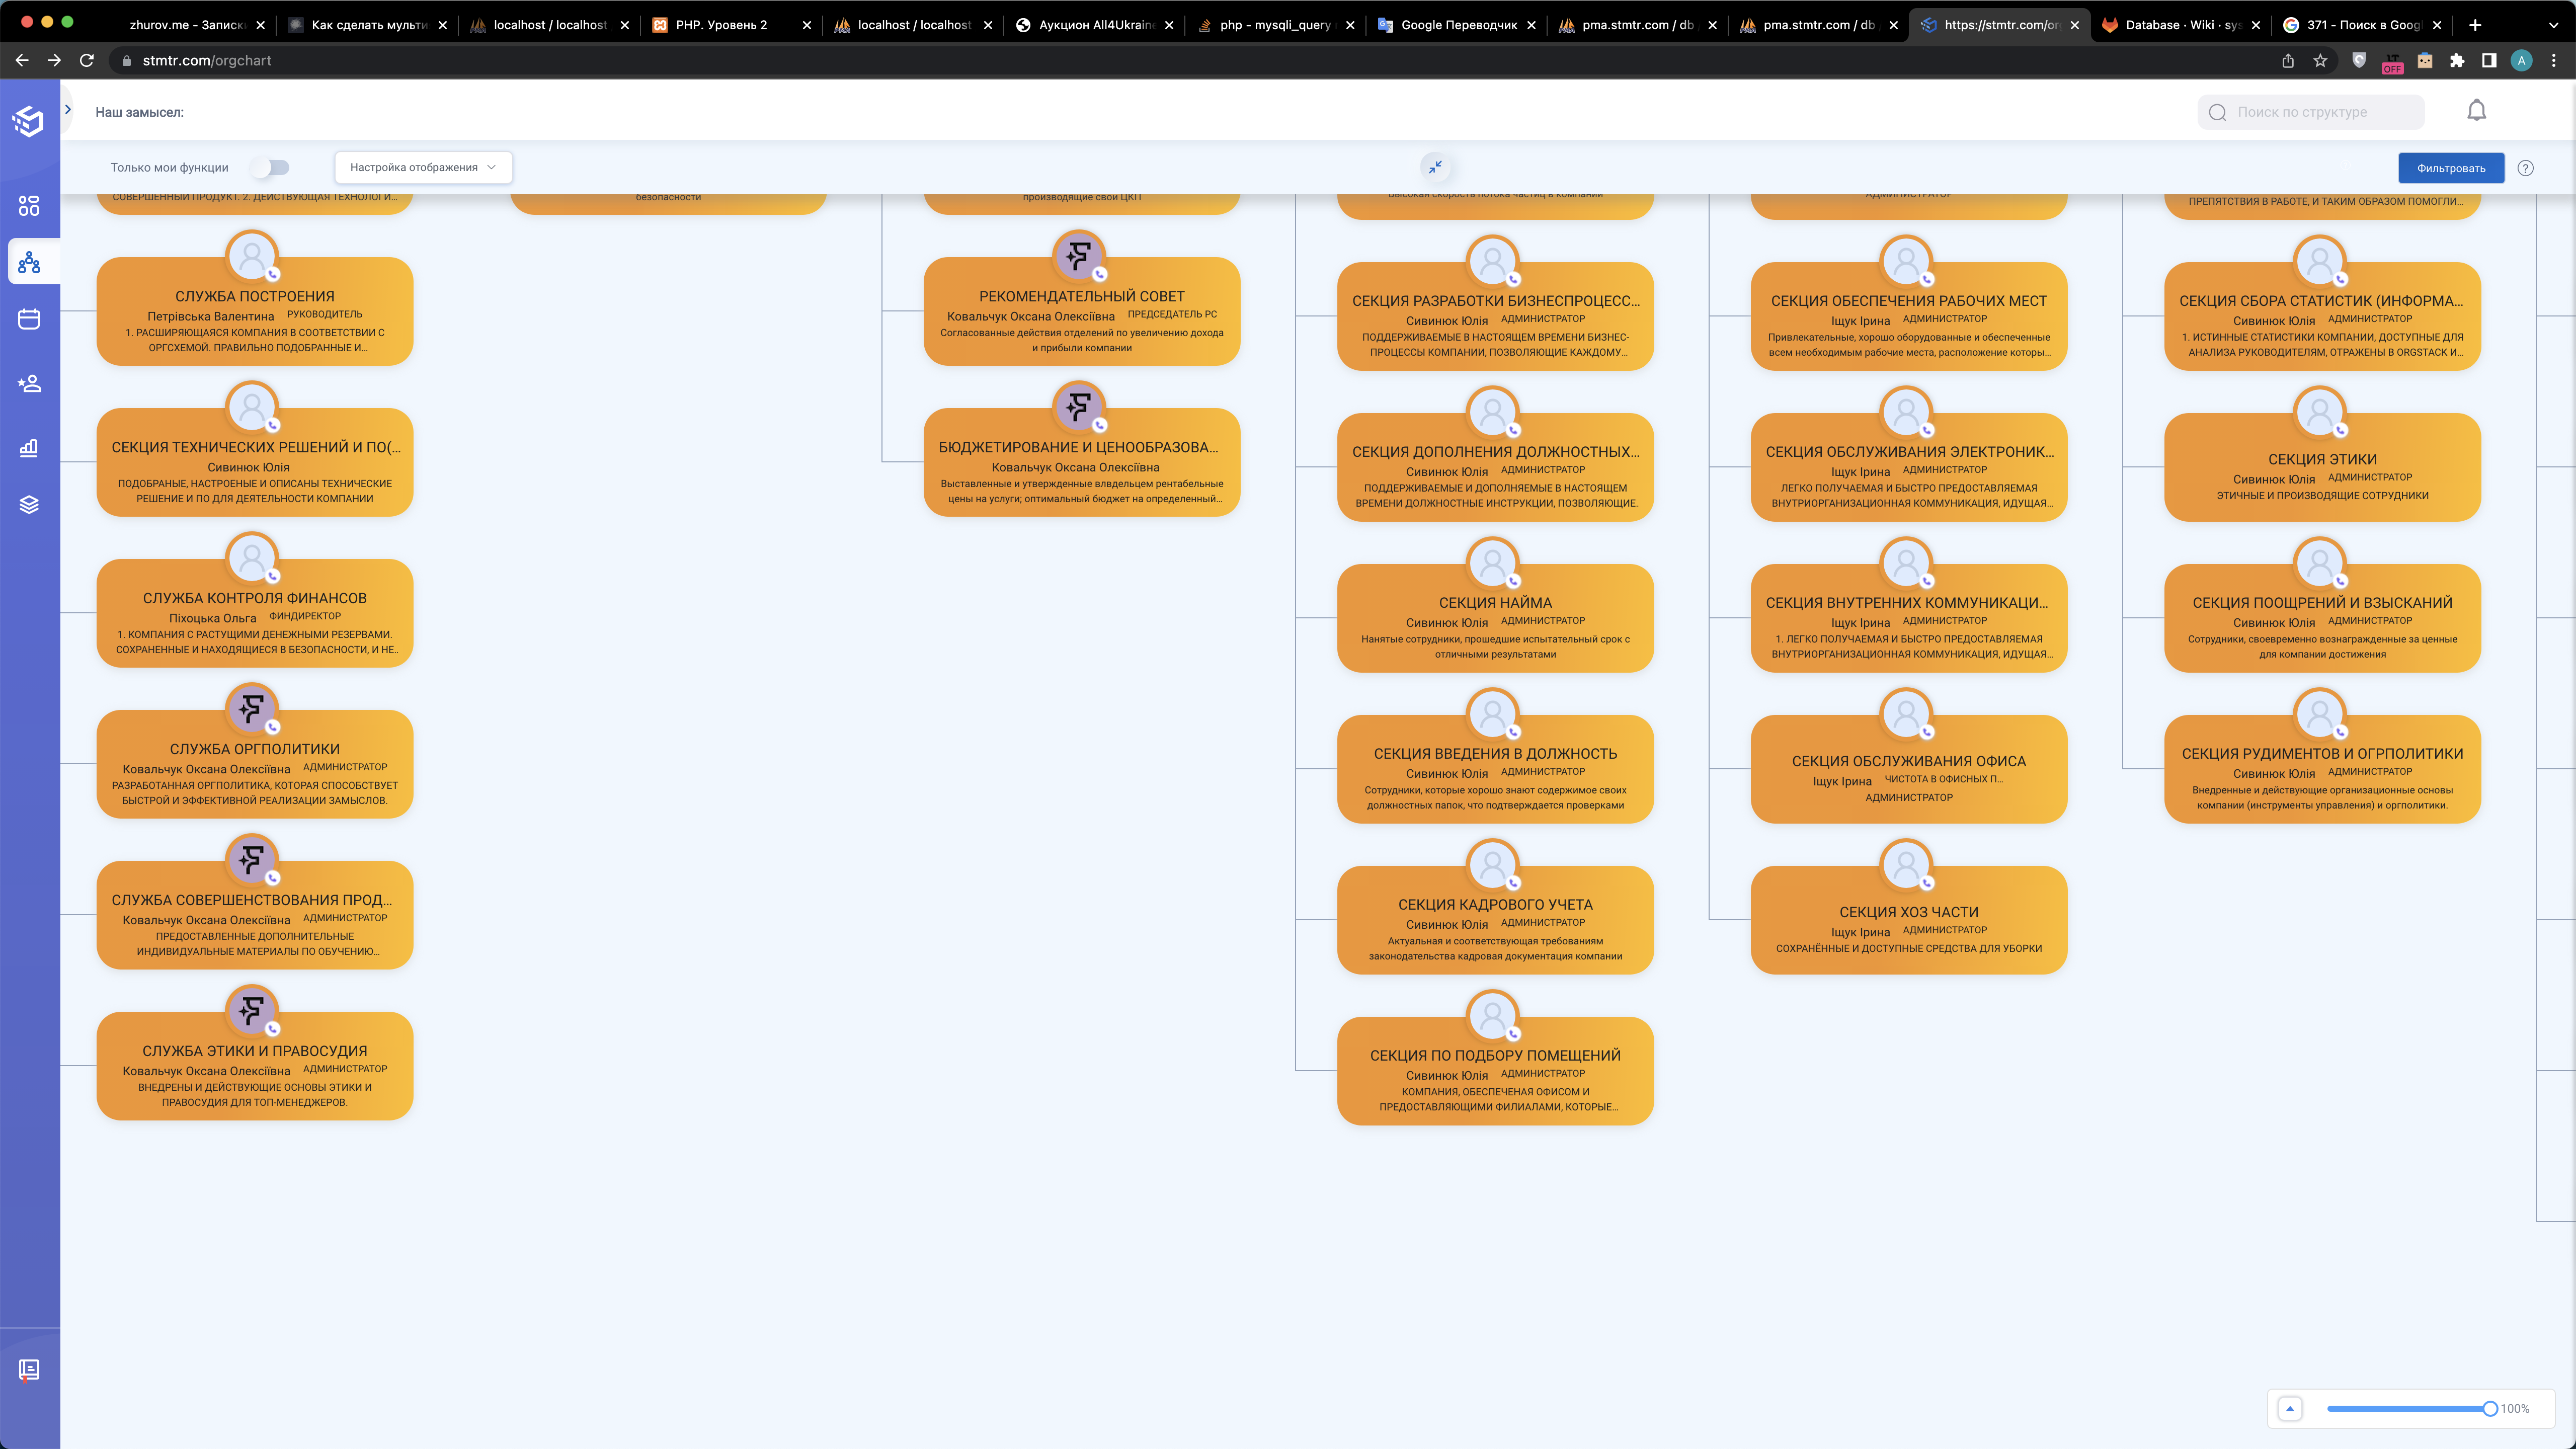 zhurov.me - Записк
Как сделать мульти
localhost / localhost
PHP. Уровень 2
localhost / localhost
Аукцион All4Ukraine
php - mysqli_query
Google Переводчик
pma.stmtr.com / db
pma.stmtr.com / db
https://stmtr.com/or
Database · Wiki · sys
371 - Поиск в Goog
stmtr.com/orgchart
OFF
A
Наш замысел:
Поиск по структуре
Только мои функции
Настройка отображения
Фильтровать
?
СОВЕРШЕННЫЙ ПРОДУКТ. 2. ДЕЙСТВУЮЩАЯ ТЕХНОЛОГИ...
СЛУЖБА ПОСТРОЕНИЯ
Петрівська Валентина РУКОВОДИТЕЛЬ
1. РАСШИРЯЮЩАЯСЯ КОМПАНИЯ В СООТВЕТСТВИИ С
ОРГСХЕМОЙ. ПРАВИЛЬНО ПОДОБРАННЫЕ И...
СЕКЦИЯ ТЕХНИЧЕСКИХ РЕШЕНИЙ И ПО(...
Сивинюк Юлія
ПОДОБРАНЫЕ, НАСТРОЕНЫЕ И ОПИСАНЫ ТЕХНИЧЕСКИЕ
РЕШЕНИЕ И ПО ДЛЯ ДЕЯТЕЛЬНОСТИ КОМПАНИИ
СЛУЖБА КОНТРОЛЯ ФИНАНСОВ
Піхоцька Ольга ФИНДИРЕКТОР
1. КОМПАНИЯ С РАСТУЩИМИ ДЕНЕЖНЫМИ РЕЗЕРВАМИ.
СОХРАНЕННЫЕ И НАХОДЯЩИЕСЯ В БЕЗОПАСНОСТИ, И НЕ..
СЛУЖБА ОРГПОЛИТИКИ
Ковальчук Оксана Олексіївна АДМИНИСТРАТОР
РАЗРАБОТАННАЯ ОРГПОЛИТИКА, КОТОРАЯ СПОСОБСТВУЕТ
БЫСТРОЙ И ЭФФЕКТИВНОЙ РЕАЛИЗАЦИИ ЗАМЫСЛОВ.
СЛУЖБА СОВЕРШЕНСТВОВАНИЯ ПРОД...
Ковальчук Оксана Олексіївна АДМИНИСТРАТОР
ПРЕДОСТАВЛЕННЫЕ ДОПОЛНИТЕЛЬНЫЕ
ИНДИВИДУАЛЬНЫЕ МАТЕРИАЛЫ ПО ОБУЧЕНИЮ...
СЛУЖБА ЭТИКИ И ПРАВОСУДИЯ
Ковальчук Оксана Олексіївна АДМИНИСТРАТОР
ВНЕДРЕНЫ И ДЕЙСТВУЮЩИЕ ОСНОВЫ ЭТИКИ И
ПРАВОСУДИЯ ДЛЯ ТОП-МЕНЕДЖЕРОВ.
безопасности
производящие свой ЦКП
РЕКОМЕНДАТЕЛЬНЫЙ СОВЕТ
Ковальчук Оксана Олексіївна ПРЕДСЕДАТЕЛЬ РС
Согласованные действия отделений по увеличению дохода
и прибыли компании
БЮДЖЕТИРОВАНИЕ И ЦЕНООБРАЗОВА...
Ковальчук Оксана Олексіївна
Выставленные и утвержденные владельцем рентабельные
цены на услуги; оптимальный бюджет на определенный...
Высокая скорость потока частиц в компании
СЕКЦИЯ РАЗРАБОТКИ БИЗНЕСПРОЦЕСС...
Сивинюк Юлія АДМИНИСТРАТОР
ПОДДЕРЖИВАЕМЫЕ В НАСТОЯЩЕМ ВРЕМЕНИ БИЗНЕС-
ПРОЦЕССЫ КОМПАНИИ, ПОЗВОЛЯЮЩИЕ КАЖДОМУ...
СЕКЦИЯ ДОПОЛНЕНИЯ ДОЛЖНОСТНЫХ...
Сивинюк Юлія АДМИНИСТРАТОР
ПОДДЕРЖИВАЕМЫЕ И ДОПОЛНЯЕМЫЕ В НАСТОЯЩЕМ
ВРЕМЕНИ ДОЛЖНОСТНЫЕ ИНСТРУКЦИИ, ПОЗВОЛЯЮЩИЕ..
СЕКЦИЯ НАЙМА
Сивинюк Юлія АДМИНИСТРАТОР
Нанятые сотрудники, прошедшие испытательный срок с
отличными результатами
СЕКЦИЯ ВВЕДЕНИЯ В ДОЛЖНОСТЬ
Сивинюк Юлія АДМИНИСТРАТОР
Сотрудники, которые хорошо знают содержимое своих
должностных папок, что подтверждается проверками
СЕКЦИЯ КАДРОВОГО УЧЕТА
Сивинюк Юлія АДМИНИСТРАТОР
Актуальная и соответствующая требованиям
законодательства кадровая документация компании
СЕКЦИЯ ПО ПОДБОРУ ПОМЕЩЕНИЙ
Сивинюк Юлія АДМИНИСТРАТОР
КОМПАНИЯ, ОБЕСПЕЧЕНАЯ ОФИСОМ И
ПРЕДОСТАВЛЯЮЩИМИ ФИЛИАЛАМИ, КОТОРЫЕ...
АДМИНИСТРАТОР
СЕКЦИЯ ОБЕСПЕЧЕНИЯ РАБОЧИХ МЕСТ
Іщук Ірина АДМИНИСТРАТОР
Привлекательные, хорошо оборудованные и обеспеченные
всем необходимым рабочие места, расположение которы...
СЕКЦИЯ ОБСЛУЖИВАНИЯ ЭЛЕКТРОНИК...
Іщук Ірина АДМИНИСТРАТОР
ЛЕГКО ПОЛУЧАЕМАЯ И БЫСТРО ПРЕДОСТАВЛЯЕМАЯ
ВНУТРИОРГАНИЗАЦИОННАЯ КОММУНИКАЦИЯ, ИДУЩАЯ...
СЕКЦИЯ ВНУТРЕННИХ КОММУНИКАЦИ...
Іщук Ірина АДМИНИСТРАТОР
1. ЛЕГКО ПОЛУЧАЕМАЯ И БЫСТРО ПРЕДОСТАВЛЯЕМАЯ
ВНУТРИОРГАНИЗАЦИОННАЯ КОММУНИКАЦИЯ, ИДУЩАЯ...
СЕКЦИЯ ОБСЛУЖИВАНИЯ ОФИСА
Іщук Ірина ЧИСТОТА В ОФИСНЫХ П...
АДМИНИСТРАТОР
СЕКЦИЯ ХОЗ ЧАСТИ
Іщук Ірина АДМИНИСТРАТОР
СОХРАНЁННЫЕ И ДОСТУПНЫЕ СРЕДСТВА ДЛЯ УБОРКИ
ПРЕПЯТСТВИЯ В РАБОТЕ, И ТАКИМ ОБРАЗОМ ПОМОГЛИ...
СЕКЦИЯ СБОРА СТАТИСТИК (ИНФОРМА...
Сивинюк Юлія АДМИНИСТРАТОР
1. ИСТИННЫЕ СТАТИСТИКИ КОМПАНИИ, ДОСТУПНЫЕ ДЛЯ
АНАЛИЗА РУКОВОДИТЕЛЯМ, ОТРАЖЕНЫ В ORGSTACK И...
СЕКЦИЯ ЭТИКИ
Сивинюк Юлія АДМИНИСТРАТОР
ЭТИЧНЫЕ И ПРОИЗВОДЯЩИЕ СОТРУДНИКИ
СЕКЦИЯ ПООЩРЕНИЙ И ВЗЫСКАНИЙ
Сивинюк Юлія АДМИНИСТРАТОР
Сотрудники, своевременно вознагражденные за ценные
для компании достижения
СЕКЦИЯ РУДИМЕНТОВ И ОГРПОЛИТИКИ
Сивинюк Юлія АДМИНИСТРАТОР
Внедренные и действующие организационные основы
компании (инструменты управления) и оргполитики.
100%